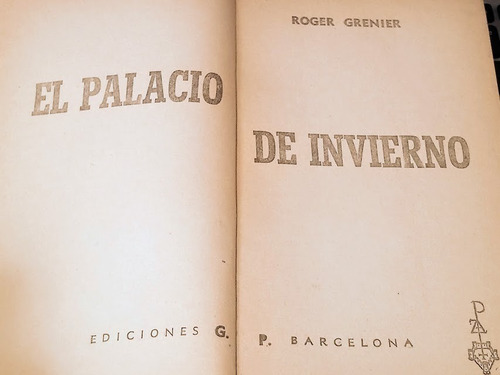 ROGER GRENIER
EL PALACIO
DE INVIERNO
EDICIONES G. P. BARCELONA